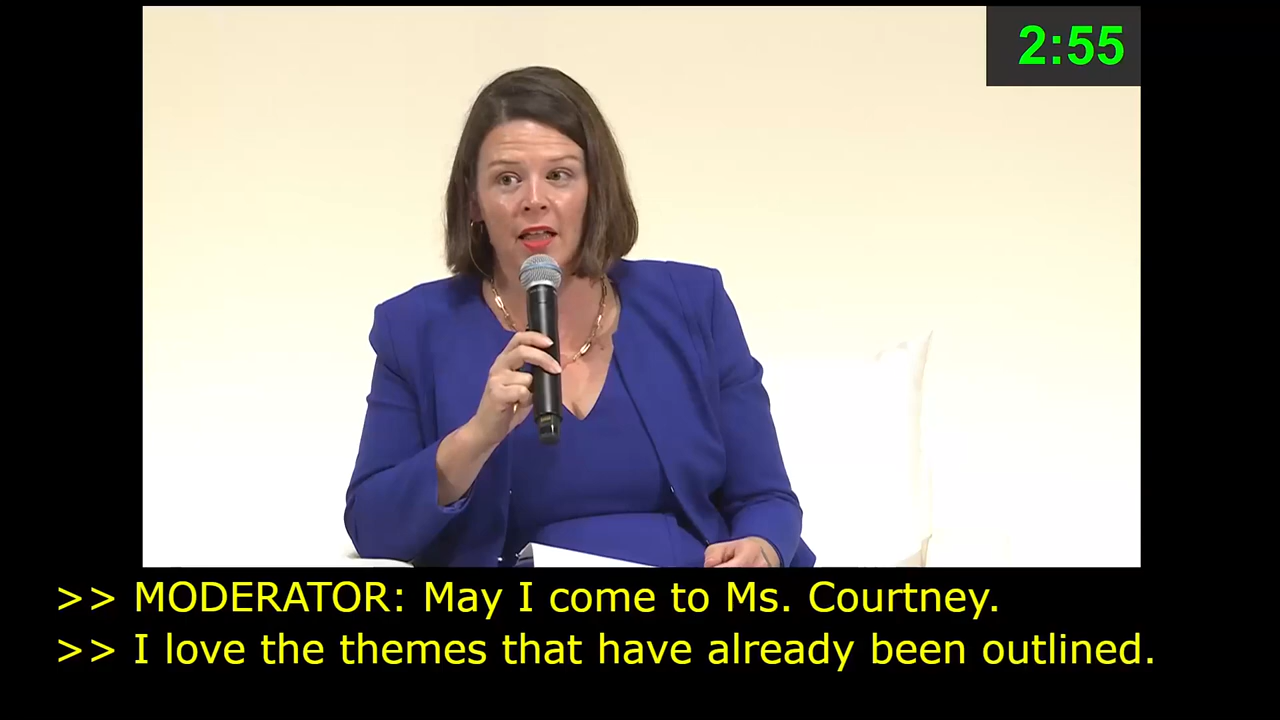 2:55
>> MODERATOR: May I come to Ms. Courtney.
>> I love the themes that have already been outlined.